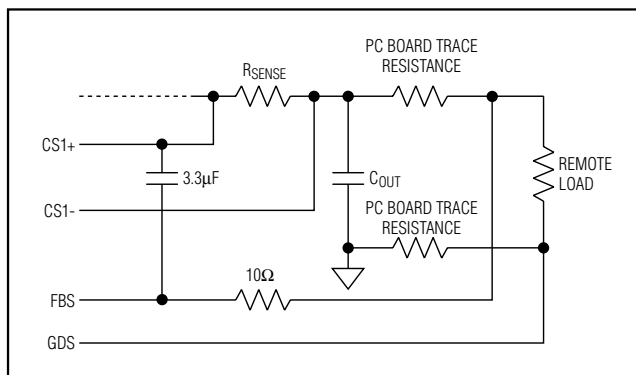 PC BOARD TRACE
RESISTANCE
RSENSE
CS1+
3.3µF
COUT
REMOTE
LOAD
CS1-
PC BOARD TRACE
RESISTANCE
10Ω
FBS
GDS